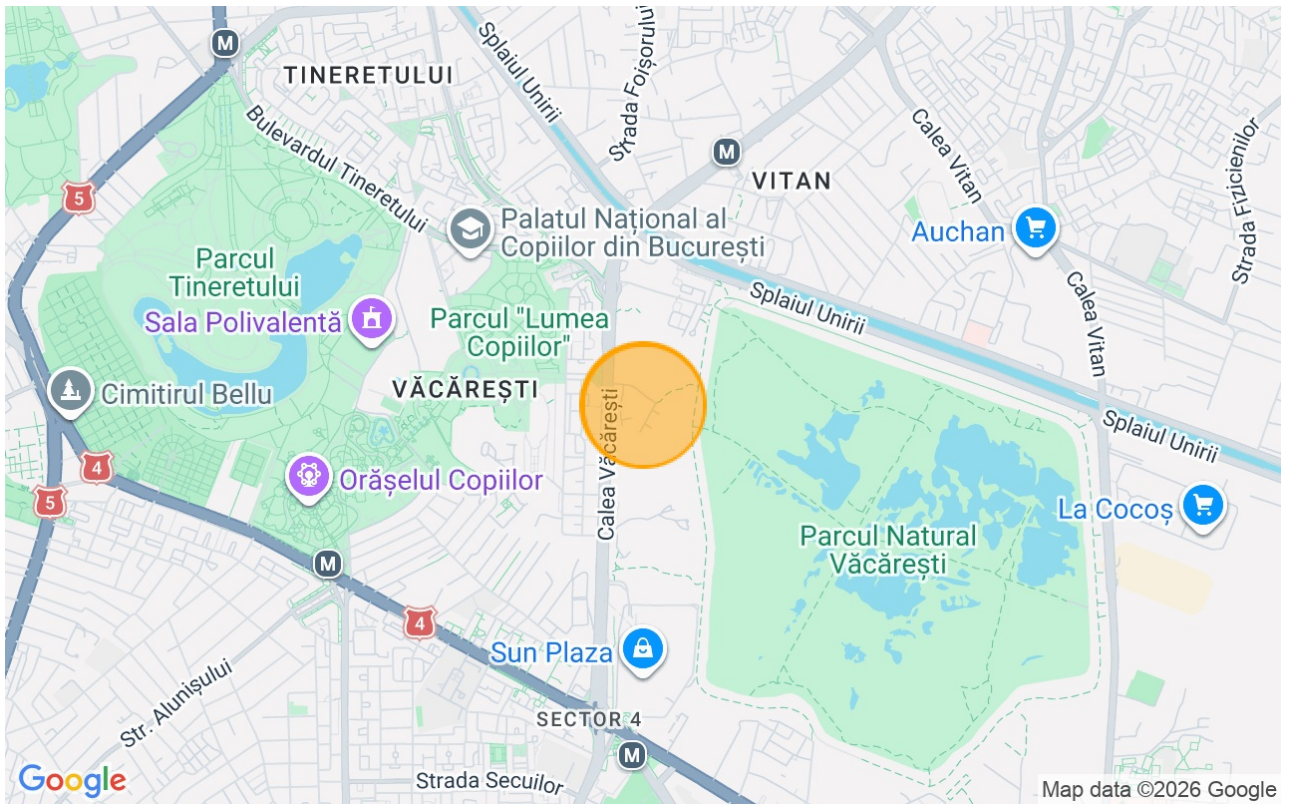 M
TINERETULUI
Splaiul Unirii
Strada Foișorului
Bulevardul Tineretului
M
VITAN
Calea Vitan
Strada Fizicienilor
5
Palatul Național al
Copiilor din București
Auchan
Parcul
Tineretului
Sala Polivalentă
Parcul "Lumea
Copiilor"
Splaiul Unirii
Calea Vitan
Cimitirul Bellu
VĂCĂREȘTI
Calea Văcărești
Splaiul Unirii
4
5
Orășelul Copiilor
La Cocoș
Parcul Natural
Văcărești
M
4
Sun Plaza
Str. Alunișului
SECTOR 4
M
Strada Secuilor
Google
Map data ©2026 Google